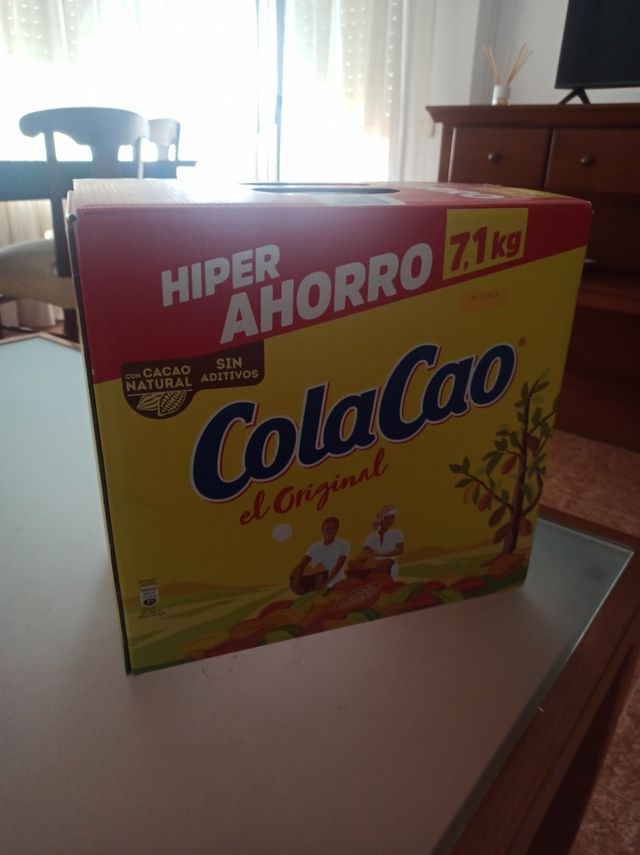 HIPER
AHORRO
7,1 kg
CON CACAO
NATURAL
SIN
ADITIVOS
ColaCao®
el Original